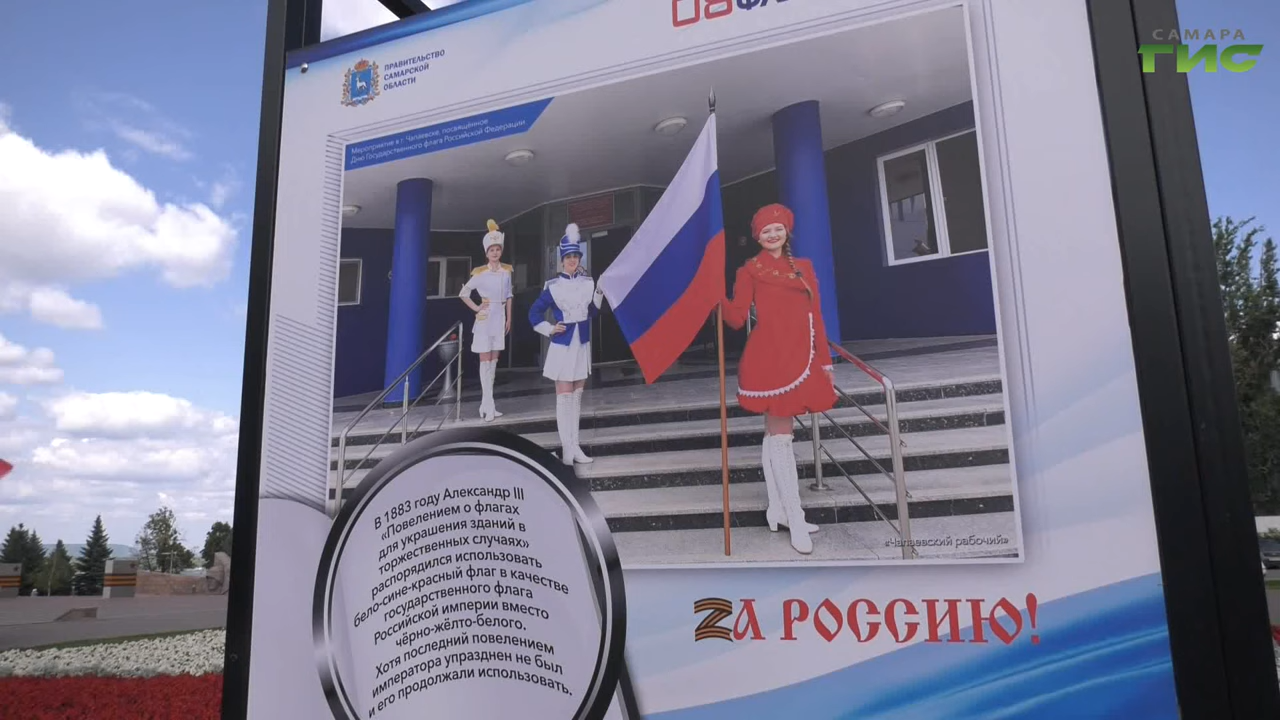 САМАРА
ГИС
ПРАВИТЕЛЬСТВО
САМАРСКОЙ
ОБЛАСТИ
Мероприятие в г. Чапаевске, посвящённое
Дню Государственного флага Российской Федерации
В 1883 году Александр III
«Повелением о флагах
для украшения зданий в
торжественных случаях»
распорядился использовать
бело-сине-красный флаг в качестве
государственного флага
Российской империи вместо
чёрно-жёлто-белого.
Хотя последний повелением
императора упразднен не был
и его продолжали использовать.
«Чапаевский рабочий»
ZА РОССИЮ!